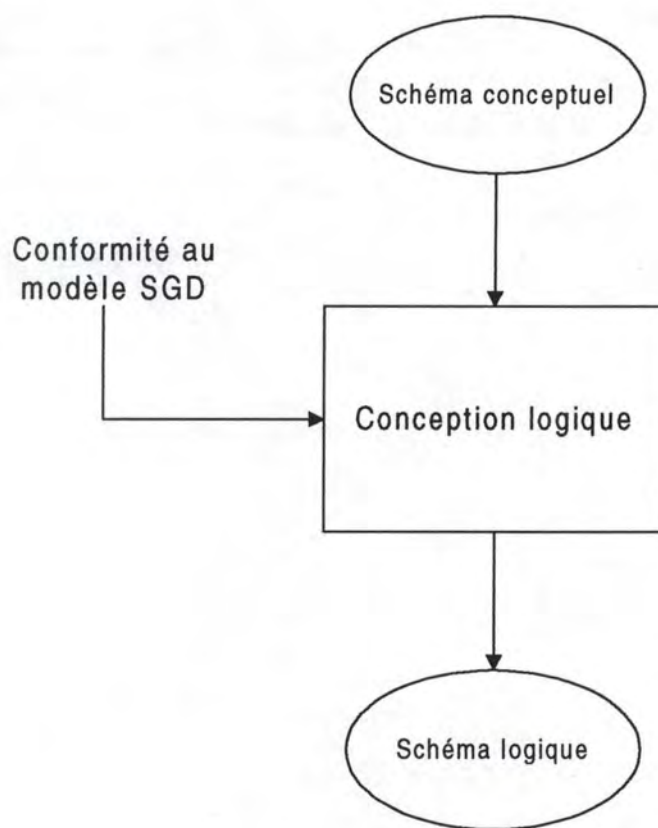 Schéma conceptuel
Conformité au
modèle SGD
Conception logique
Schéma logique